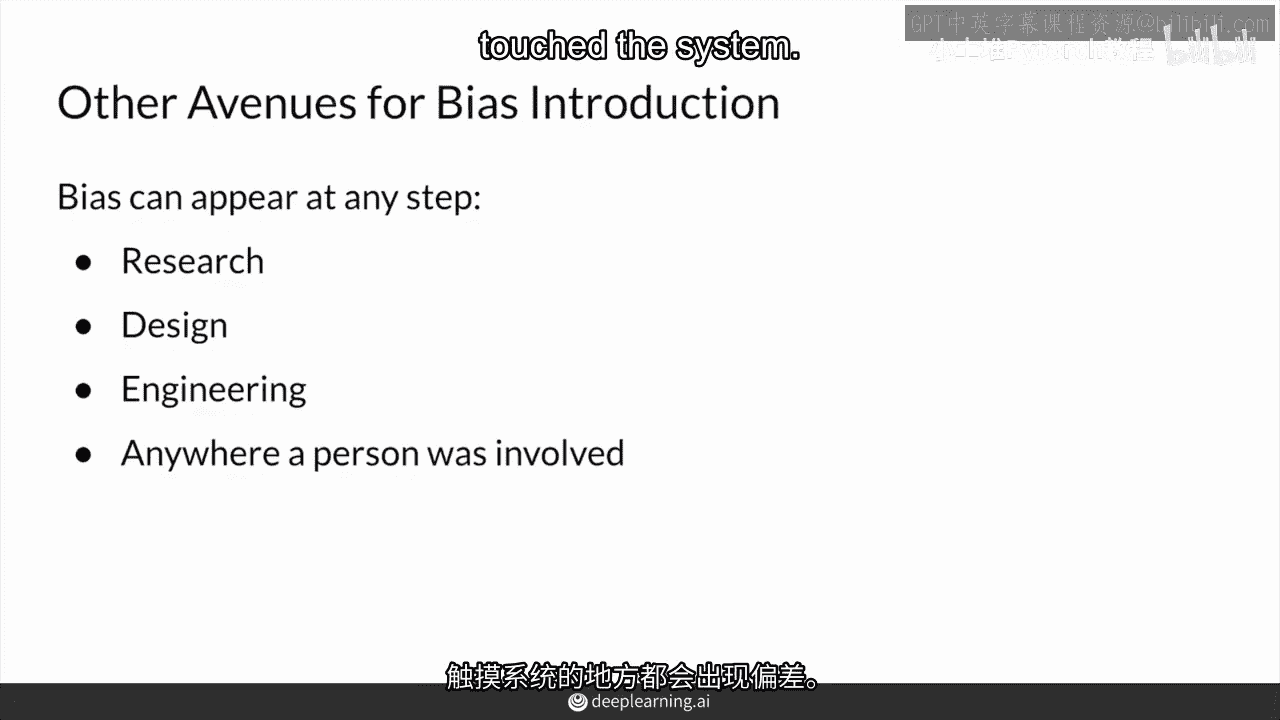 GPT中英字幕课程资源@bilibili.com
touched the system.
小土堆Pytorch教程 bilibili
Other Avenues for Bias Introduction
Bias can appear at any step:
● Research
● Design
● Engineering
● Anywhere a person was involved
触摸系统的地方都会出现偏差。
deeplearning.ai